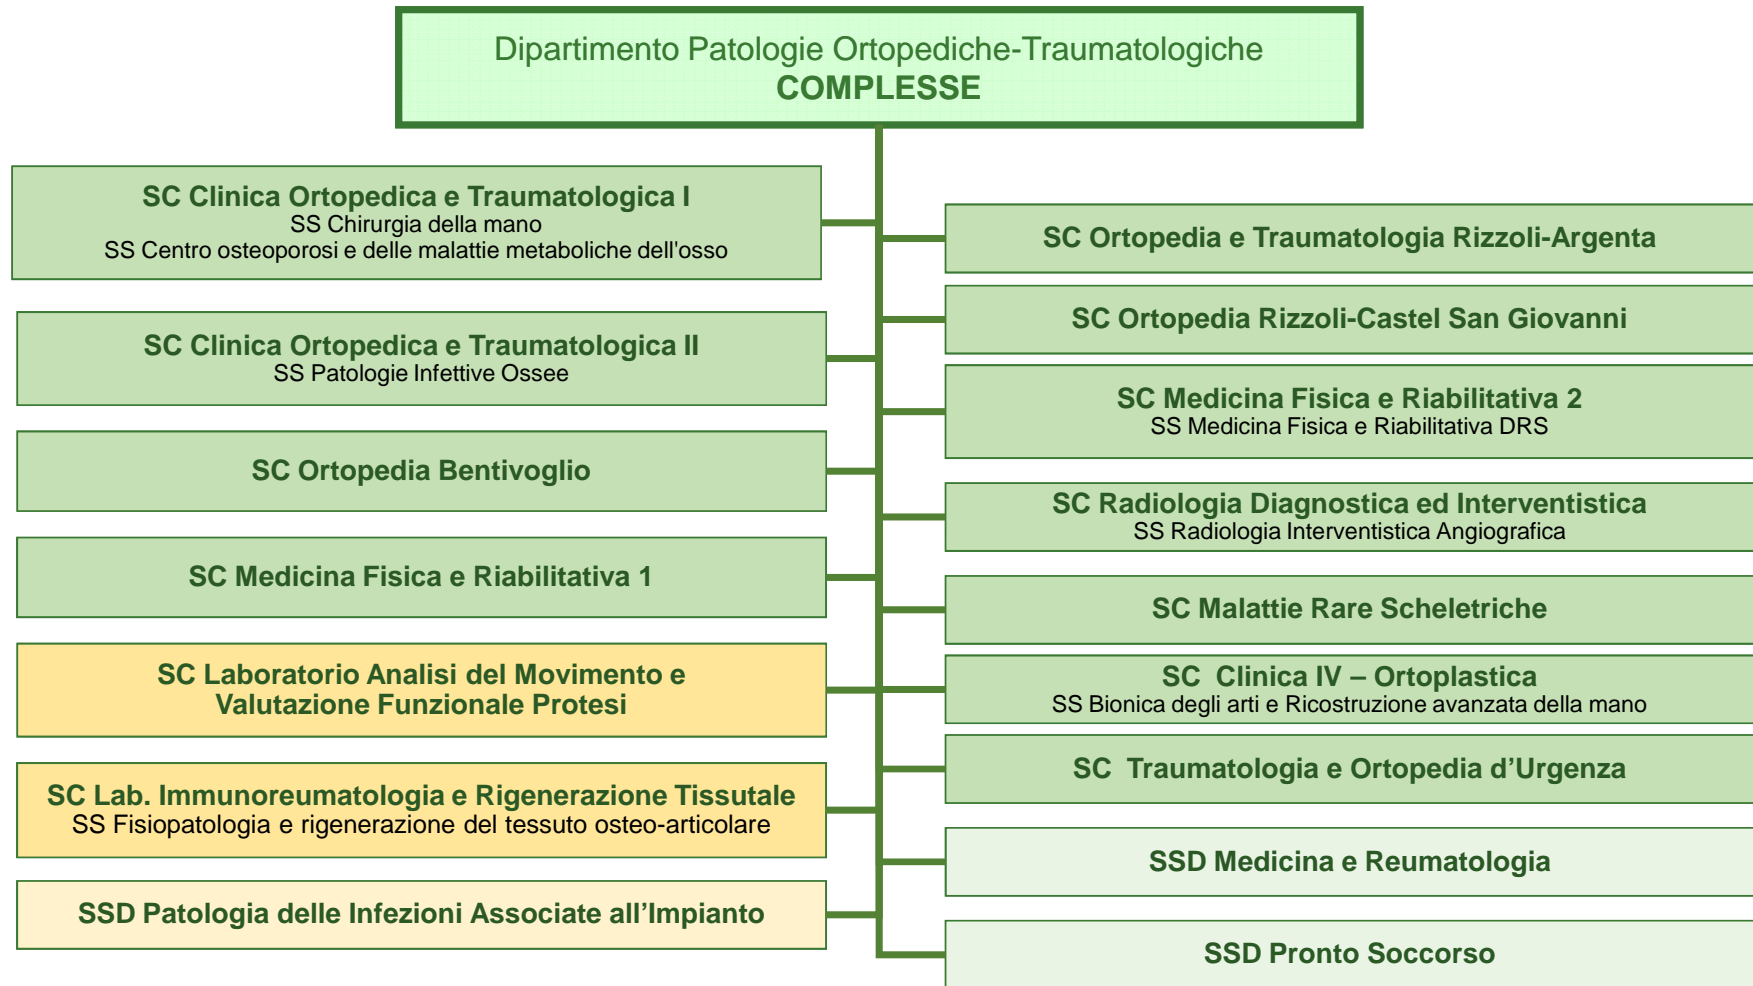 Dipartimento Patologie Ortopediche-Traumatologiche
COMPLESSE
SC Clinica Ortopedica e Traumatologica I
SS Chirurgia della mano
SS Centro osteoporosi e delle malattie metaboliche dell'osso
SC Clinica Ortopedica e Traumatologica II
SS Patologie Infettive Ossee
SC Ortopedia Bentivoglio
SC Medicina Fisica e Riabilitativa 1
SC Laboratorio Analisi del Movimento e
Valutazione Funzionale Protesi
SC Lab. Immunoreumatologia e Rigenerazione Tissutale
SS Fisiopatologia e rigenerazione del tessuto osteo-articolare
SSD Patologia delle Infezioni Associate all’Impianto
SC Ortopedia e Traumatologia Rizzoli-Argenta
SC Ortopedia Rizzoli-Castel San Giovanni
SC Medicina Fisica e Riabilitativa 2
SS Medicina Fisica e Riabilitativa DRS
SC Radiologia Diagnostica ed Interventistica
SS Radiologia Interventistica Angiografica
SC Malattie Rare Scheletriche
SC Clinica IV – Ortoplastica
SS Bionica degli arti e Ricostruzione avanzata della mano
SC Traumatologia e Ortopedia d’Urgenza
SSD Medicina e Reumatologia
SSD Pronto Soccorso